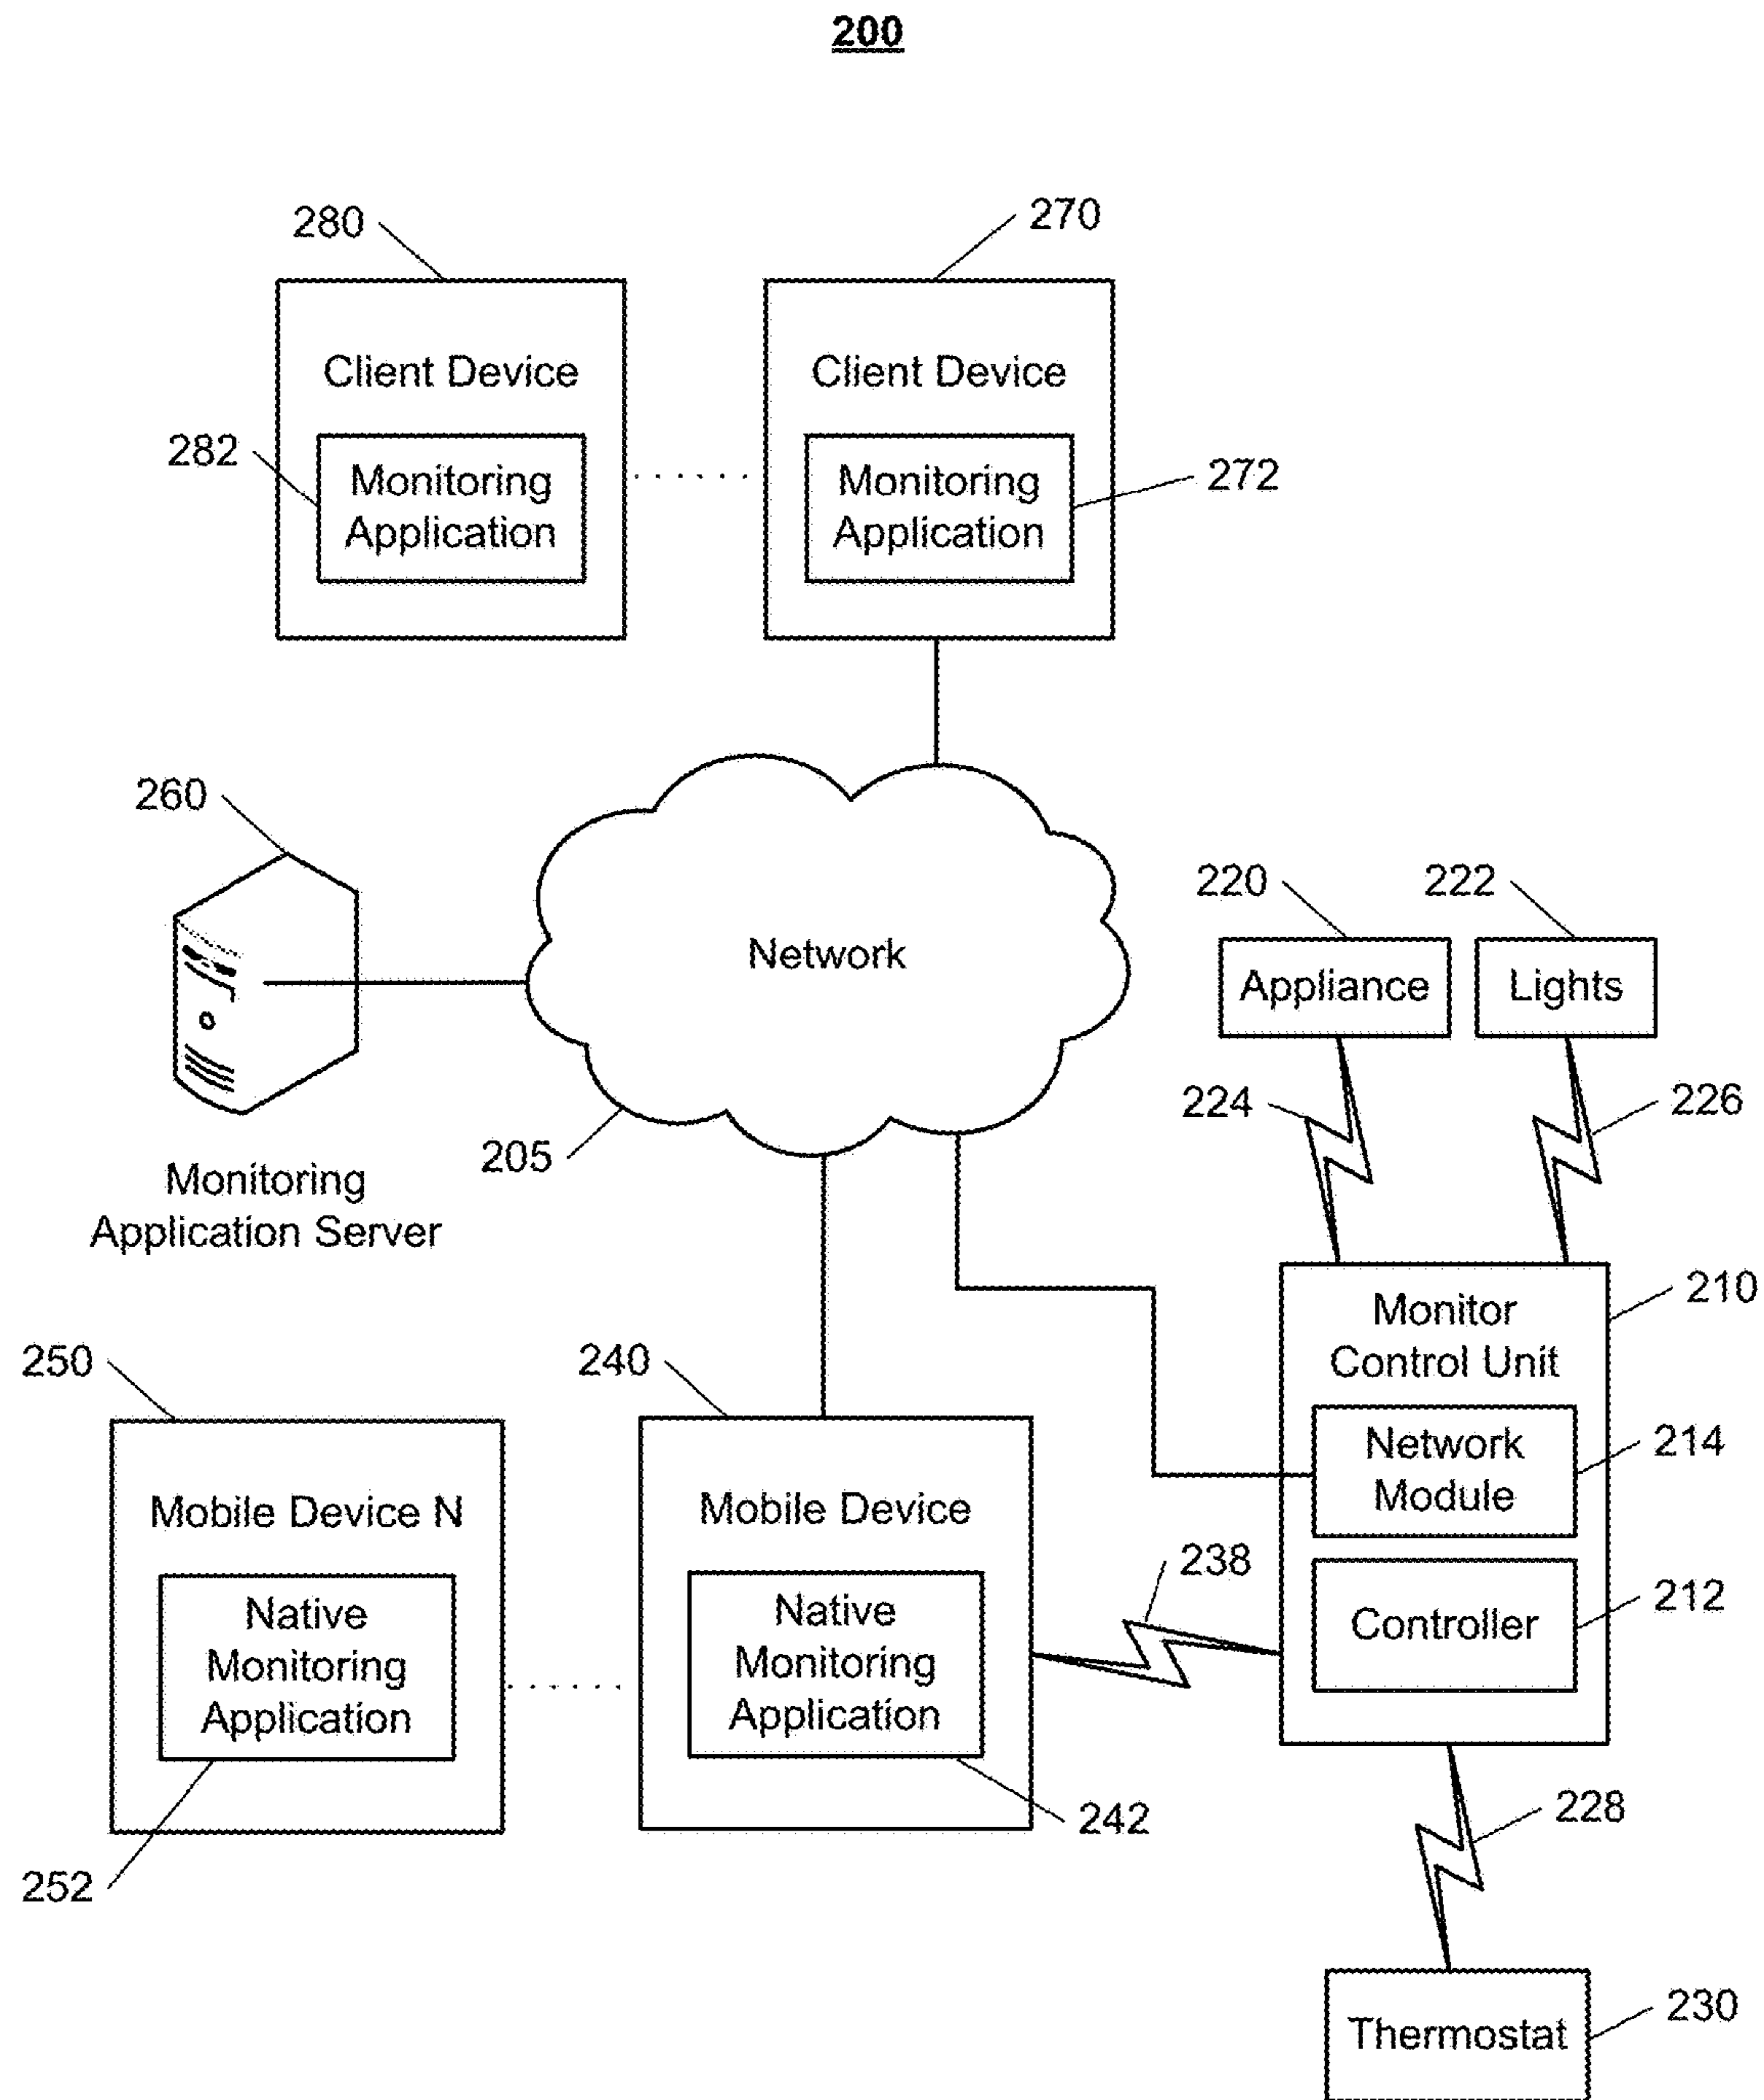 200
280
270
Client Device
Client Device
282
Monitoring
Application
Monitoring
Application
272
260
Network
220
222
Appliance
Lights
224
226
205
Monitoring
Application Server
210
Monitor
Control Unit
250
240
Network
Module
214
Mobile Device N
Mobile Device
238
Controller
212
Native
Monitoring
Application
Native
Monitoring
Application
242
228
252
Thermostat
230